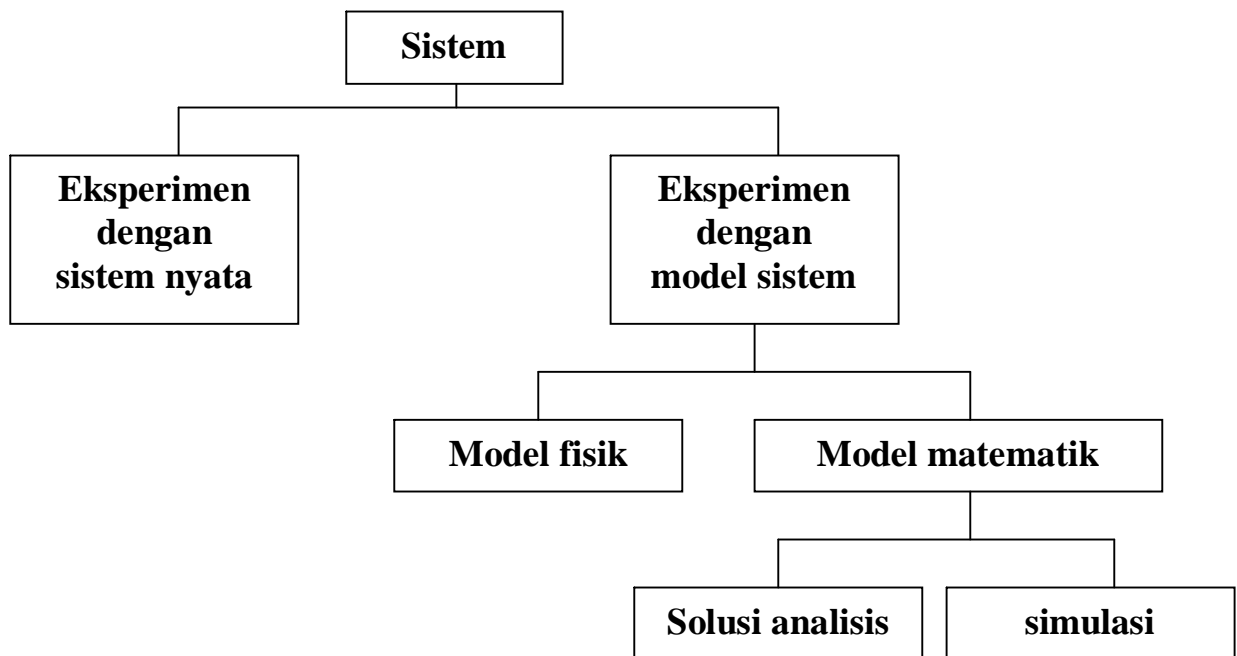 Sistem
Eksperimen
dengan
sistem nyata
Eksperimen
dengan
model sistem
Model fisik
Model matematik
Solusi analisis
simulasi